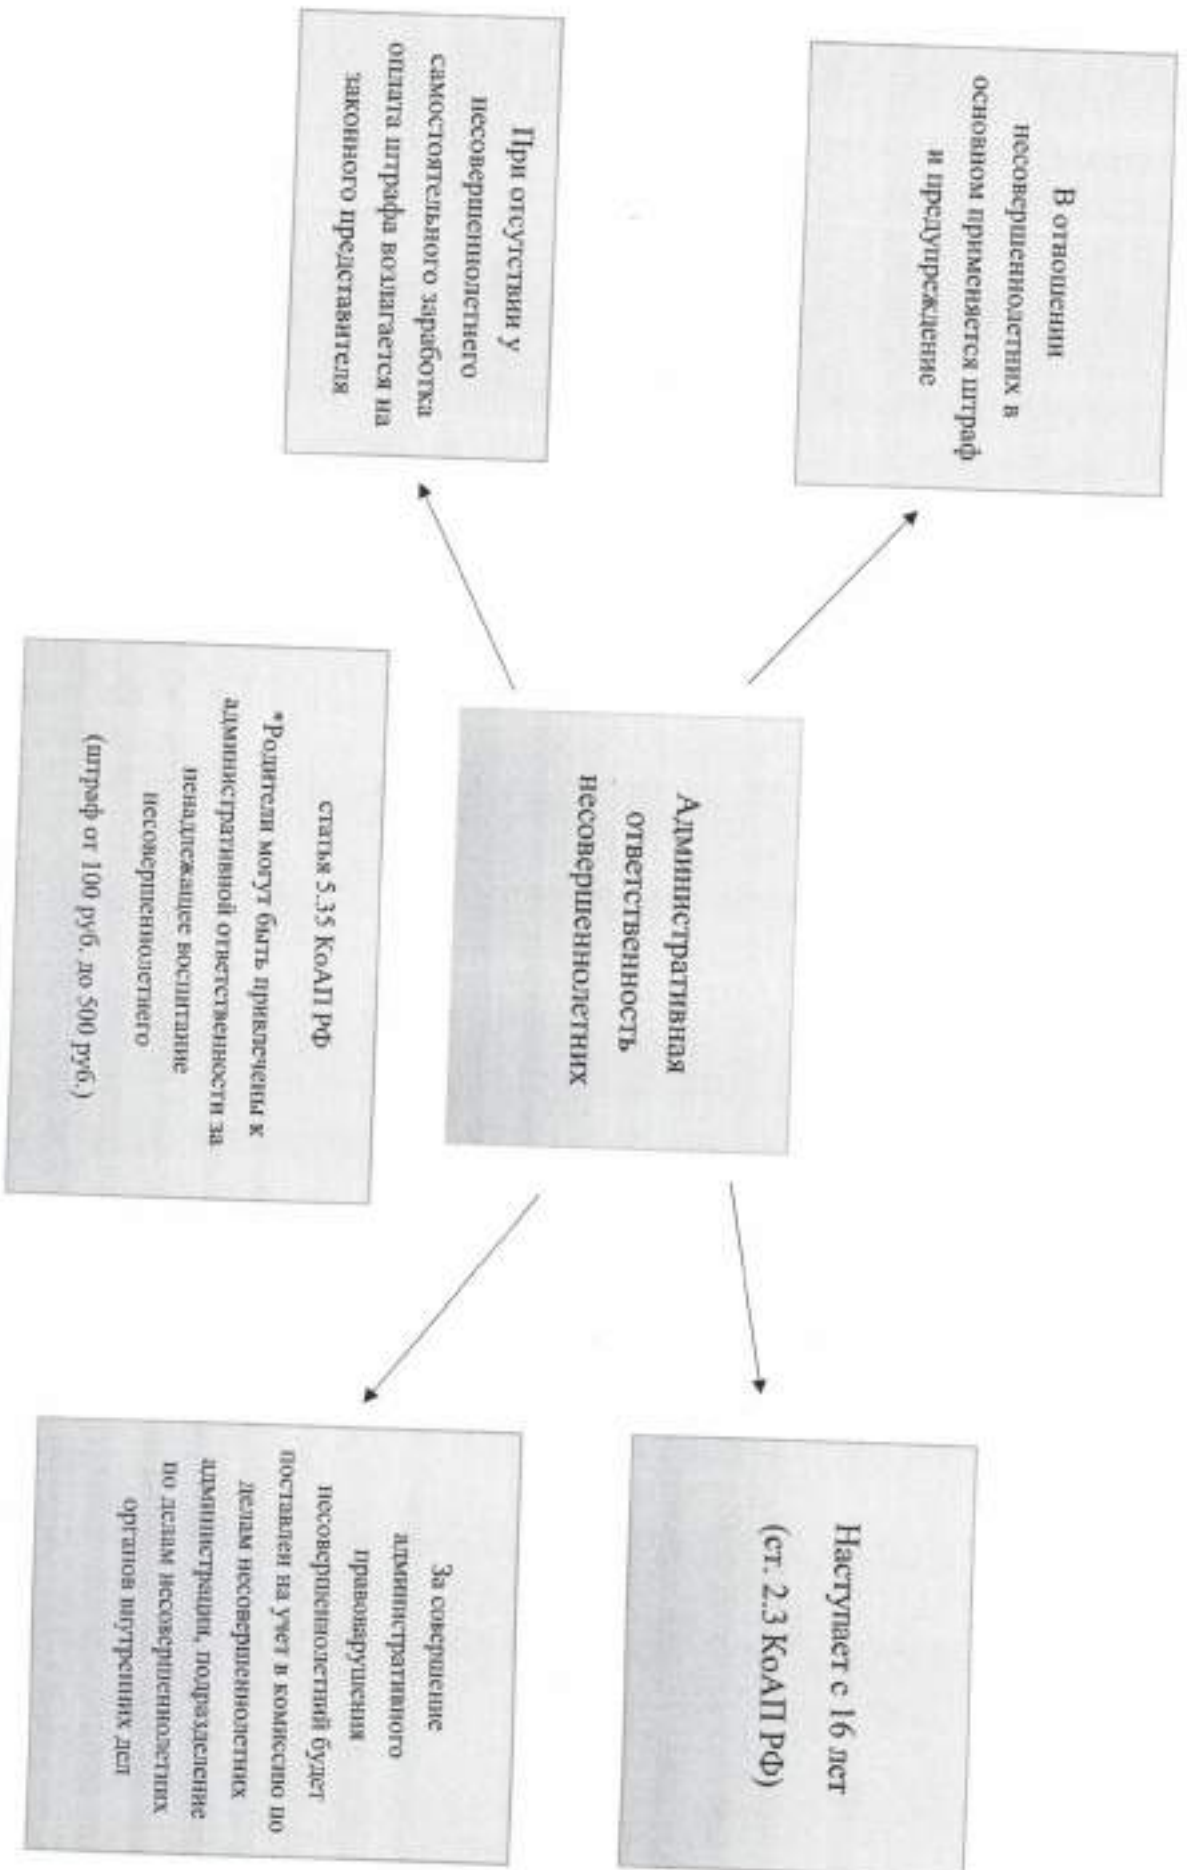 В отношении
несовершеннолетних в
основном применяется штраф
и предупреждение
Наступает с 16 лет
(ст. 2.3 КоАП РФ)
Административная
ответственность
несовершеннолетних
При отсутствии у
несовершеннолетнего
самостоятельного заработка
оплата штрафа возлагается на
законного представителя
За совершение
административного
правонарушения
несовершеннолетний будет
поставлен на учет в комиссию по
делам несовершеннолетних
администрации, подразделение
по делам несовершеннолетних
органов внутренних дел
статья 5.35 КоАП РФ
*Родители могут быть привлечены к
административной ответственности за
ненадлежащее воспитание
несовершеннолетнего
(штраф от 100 руб. до 500 руб.)